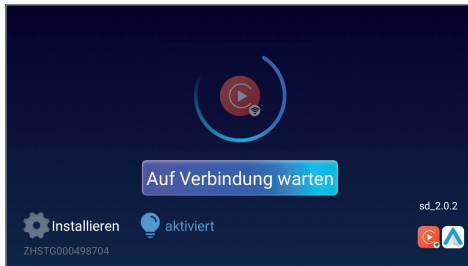 Auf Verbindung warten
sd_2.0.2
Installieren
aktiviert
ZHSTG000498704